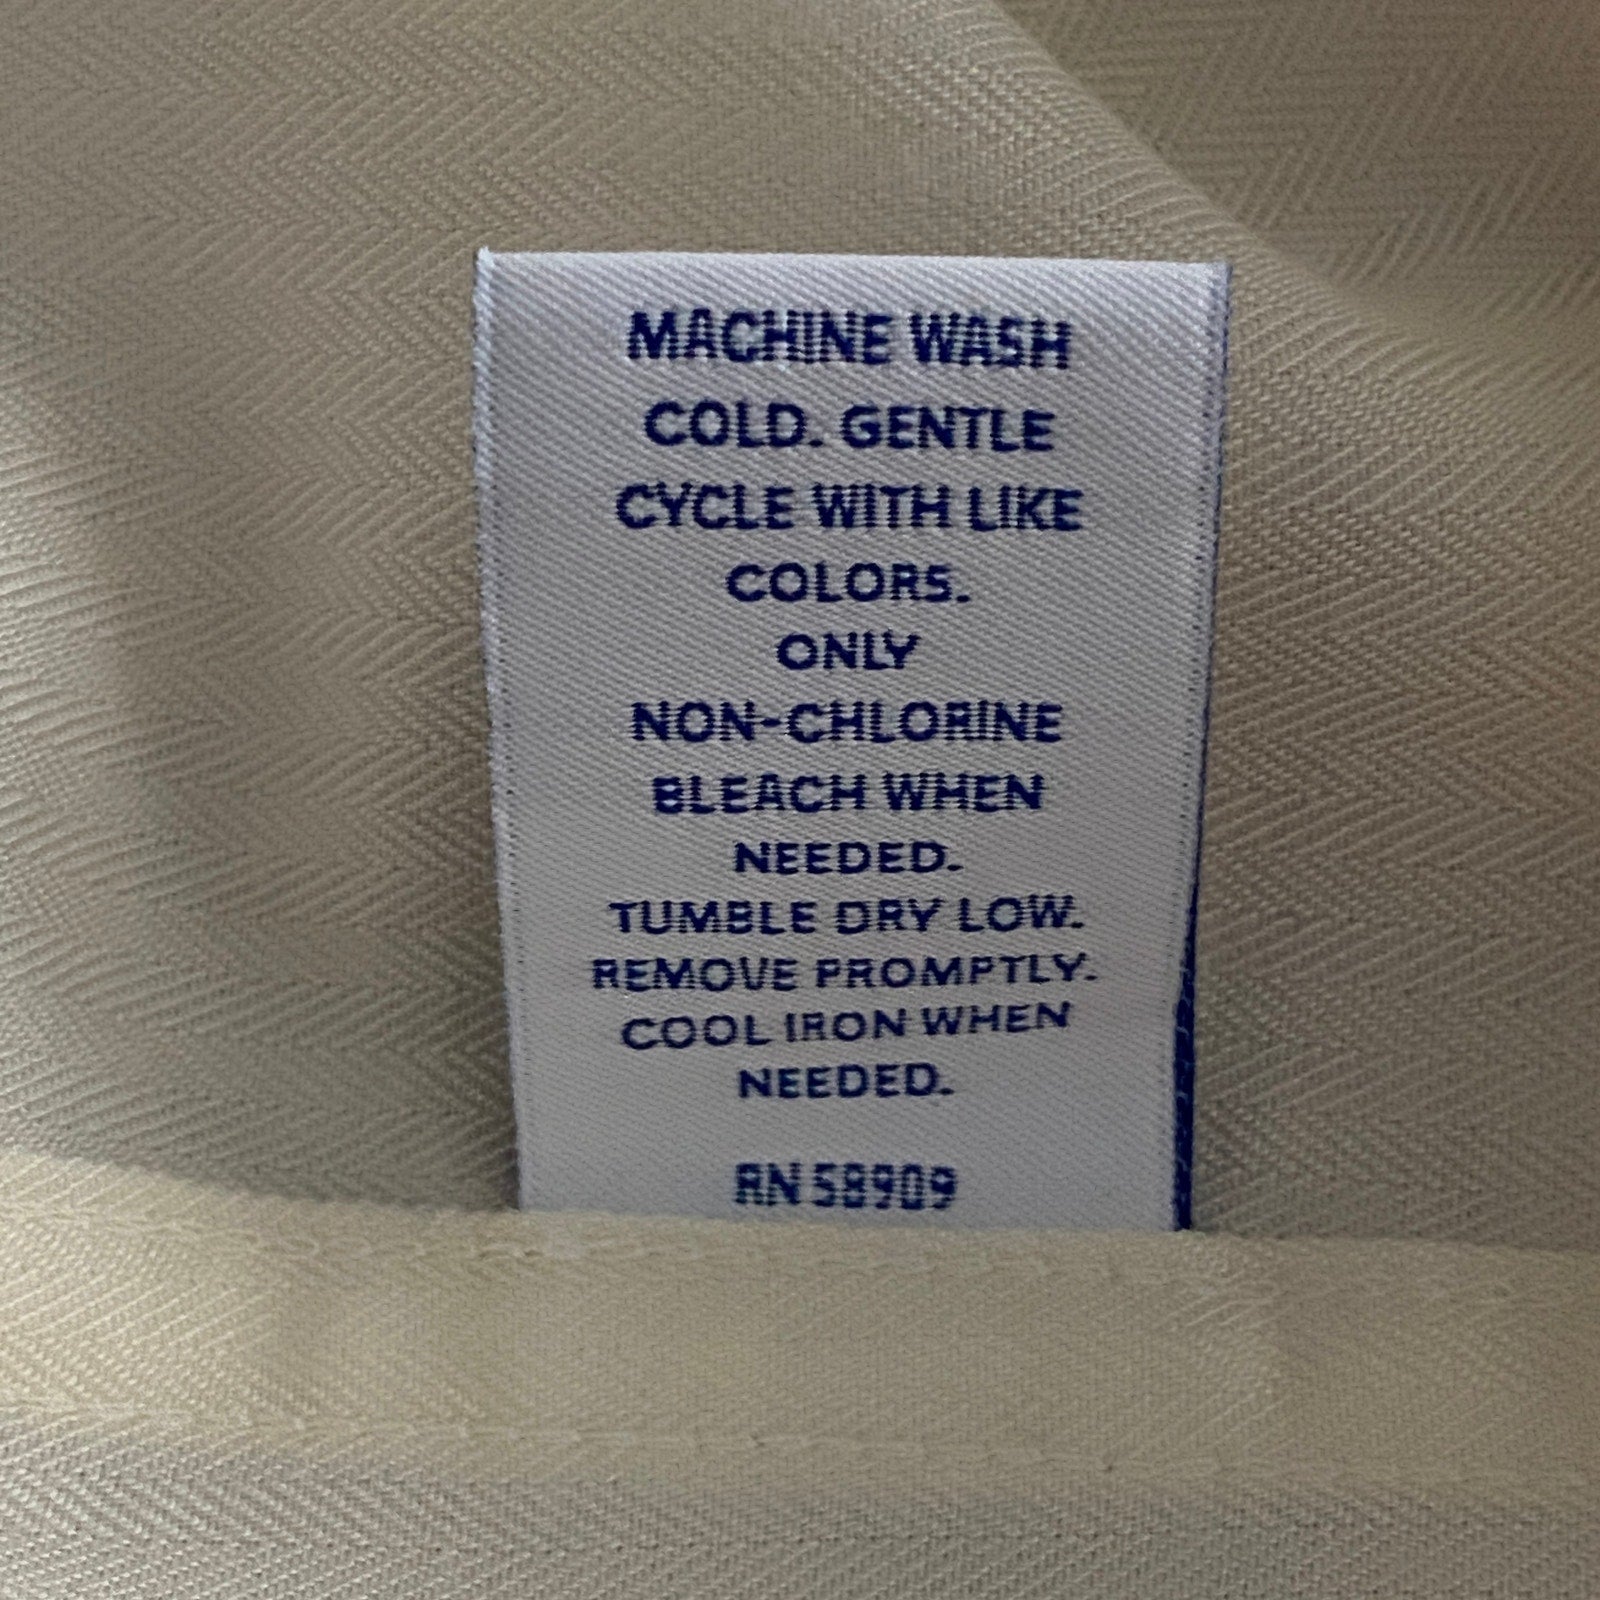 MACHINE WASH
COLD. GENTLE
CYCLE WITH LIKE
COLORS.
ONLY
NON-CHLORINE
BLEACH WHEN
NEEDED.
TUMBLE DRY LOW.
REMOVE PROMPTLY.
COOL IRON WHEN
NEEDED.
RN 58909